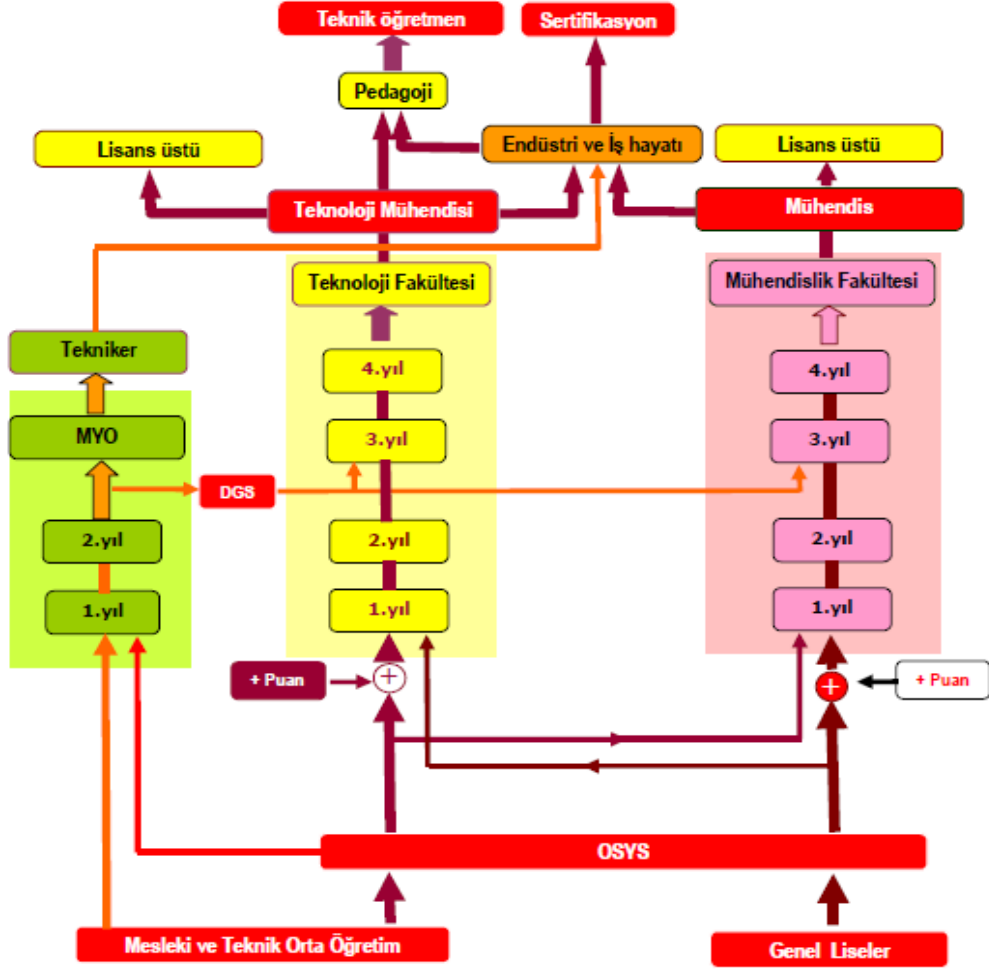 Teknik öğretmen
Sertifikasyon
Pedagoji
Lisans üstü
Endüstri ve İş hayatı
Lisans üstü
Teknoloji Mühendisi
Mühendis
Teknoloji Fakültesi
Mühendislik Fakültesi
Tekniker
4.yıl
4.yıl
MYO
3.yıl
3.yıl
DGS
2.yıl
2.yıl
2.yıl
1.yıl
1.yıl
1.yıl
+ Puan
+
+
+ Puan
OSYS
Mesleki ve Teknik Orta Öğretim
Genel Liseler